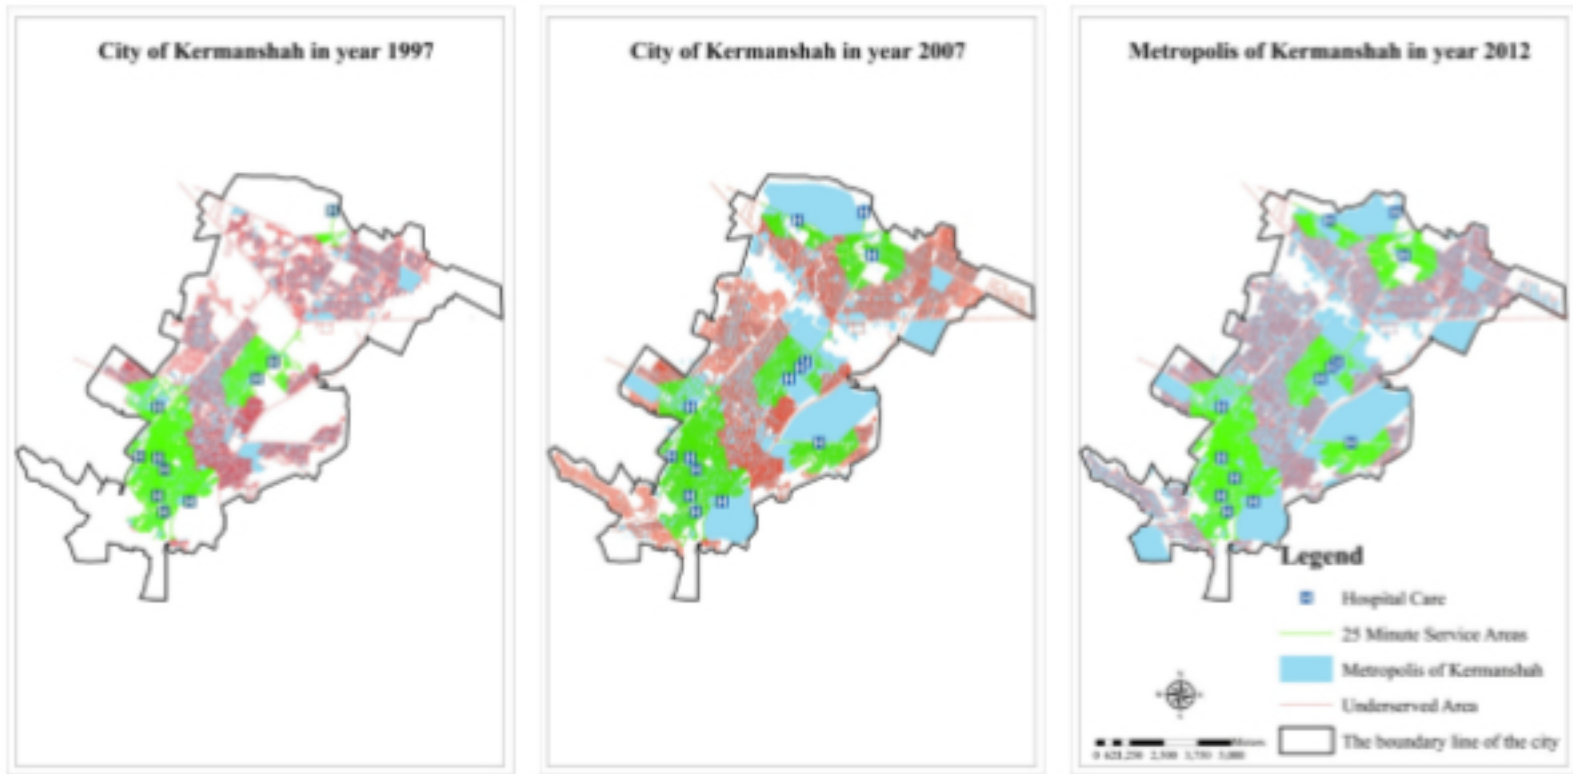 City of Kermanshah in year 1997
City of Kermanshah in year 2007
Metropolis of Kermanshah in year 2012
Legend
H Hospital Care
25 Minute Service Areas
Metropolis of Kermanshah
Underserved Area
The boundary line of the city
Meters